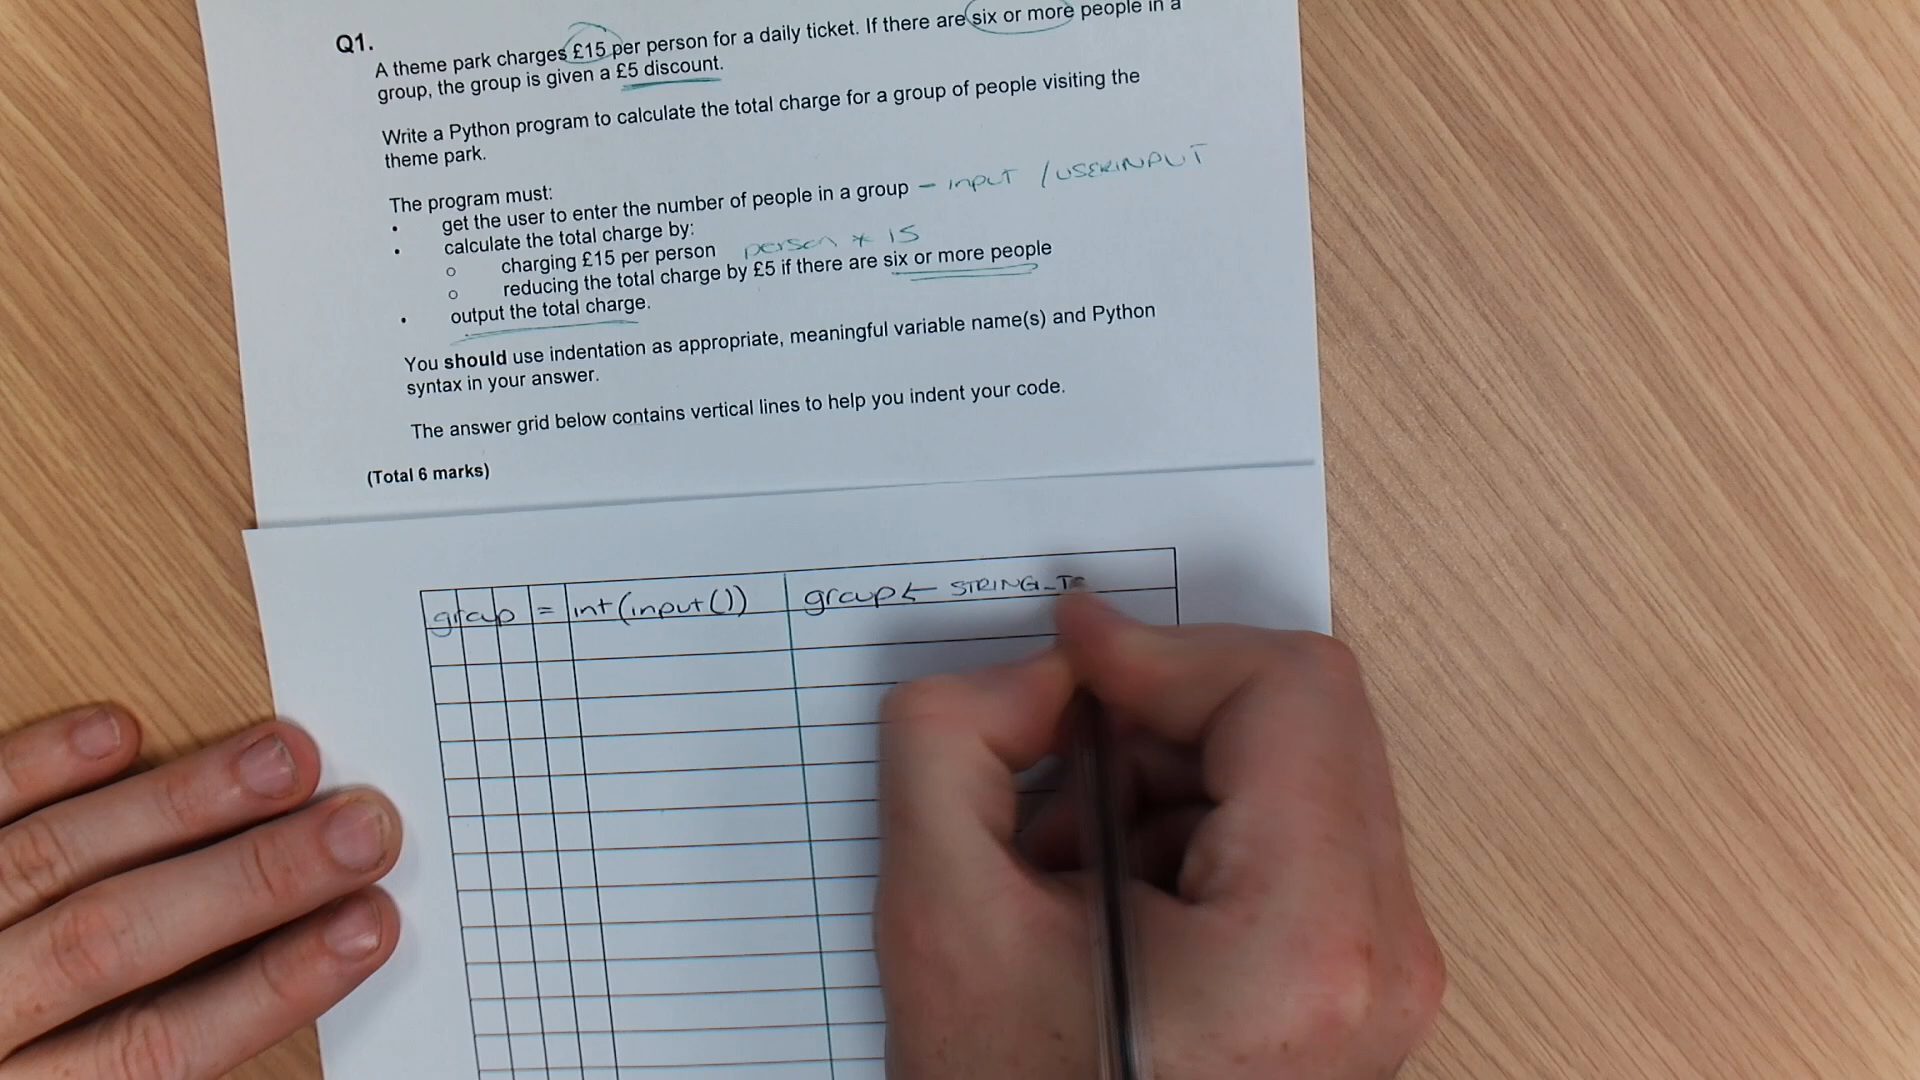 Q1.
A theme park charges £15 per person for a daily ticket. If there are six or more people in a
group, the group is given a £5 discount.
Write a Python program to calculate the total charge for a group of people visiting the
theme park.
The program must:
• get the user to enter the number of people in a group – input / USERINPUT
• calculate the total charge by:
o charging £15 per person person * 15
o reducing the total charge by £5 if there are six or more people
• output the total charge.
You should use indentation as appropriate, meaningful variable name(s) and Python
syntax in your answer.
The answer grid below contains vertical lines to help you indent your code.
(Total 6 marks)
group = int(input()) group ← STRING_TO